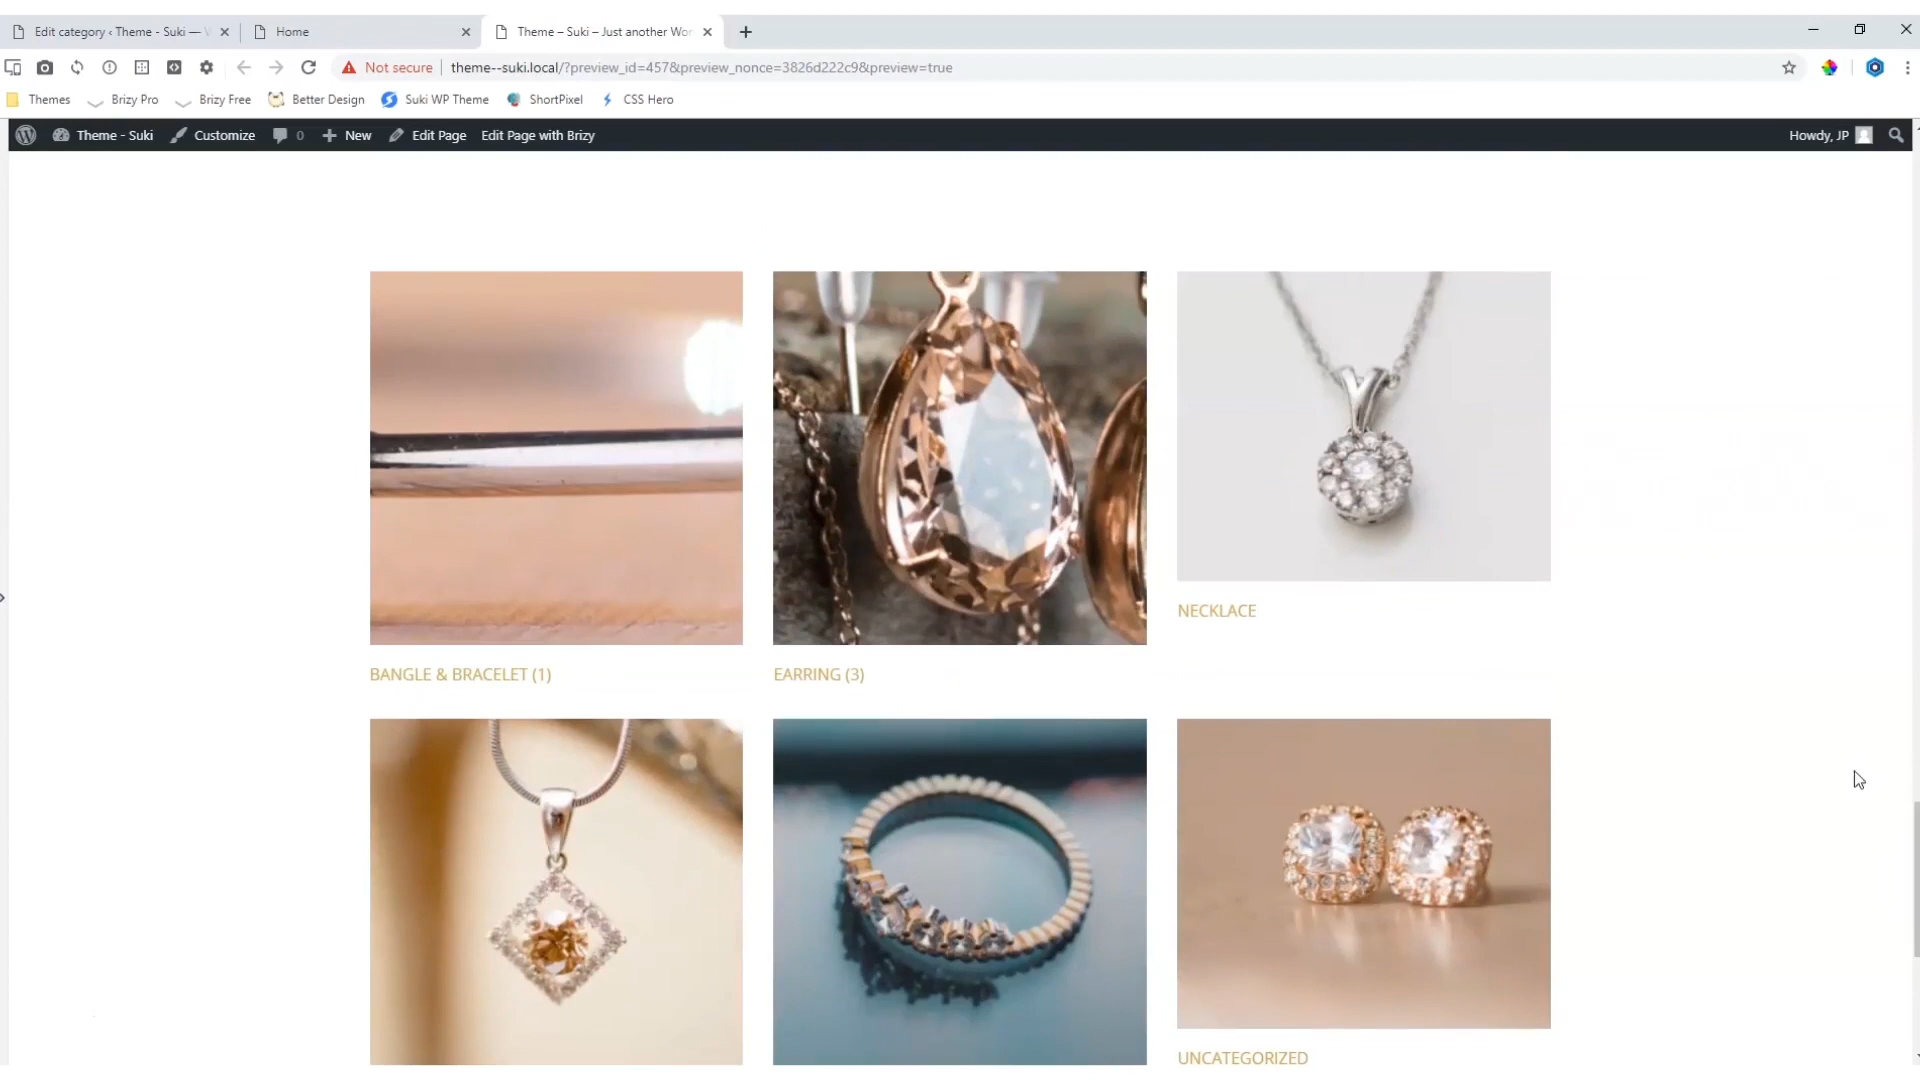 Edit category ‹ Theme - Suki —
Home
Theme – Suki – Just another Wor
Not secure
theme--suki.local/?preview_id=457&preview_nonce=3826d222c9&preview=true
Themes
Brizy Pro
Brizy Free
Better Design
Suki WP Theme
ShortPixel
CSS Hero
Theme - Suki
Customize
0
New
Edit Page
Edit Page with Brizy
Howdy, JP
NECKLACE
BANGLE & BRACELET (1)
EARRING (3)
UNCATEGORIZED